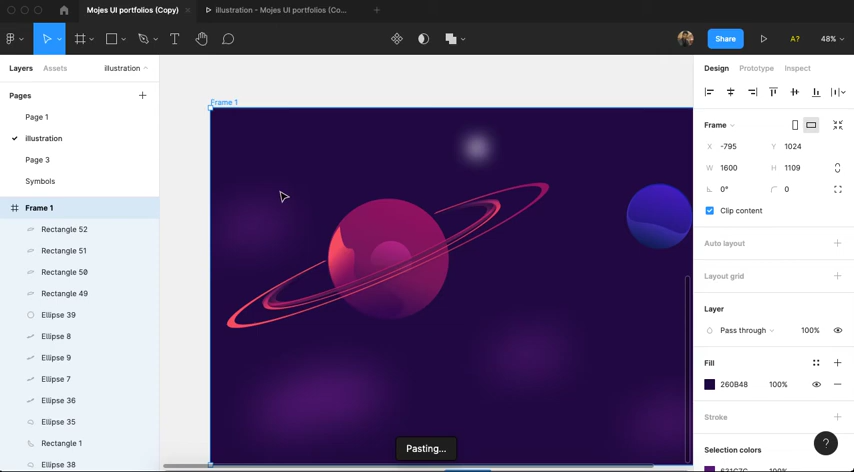 Mojes UI portfolios (Copy)
illustration - Mojes UI portfolios (Co...
Share
A?
48%
Layers
Assets
illustration
Pages
Page 1
illustration
Page 3
Symbols
Frame 1
Rectangle 52
Rectangle 51
Rectangle 50
Rectangle 49
Ellipse 39
Ellipse 8
Ellipse 9
Ellipse 7
Ellipse 36
Ellipse 35
Rectangle 1
Ellipse 38
Frame 1
Pasting...
Design
Prototype
Inspect
Frame
X -795
Y 1024
W 1600
H 1109
0°
0
Clip content
Auto layout
Layout grid
Layer
Pass through
100%
Fill
260B48
100%
Stroke
Selection colors
?